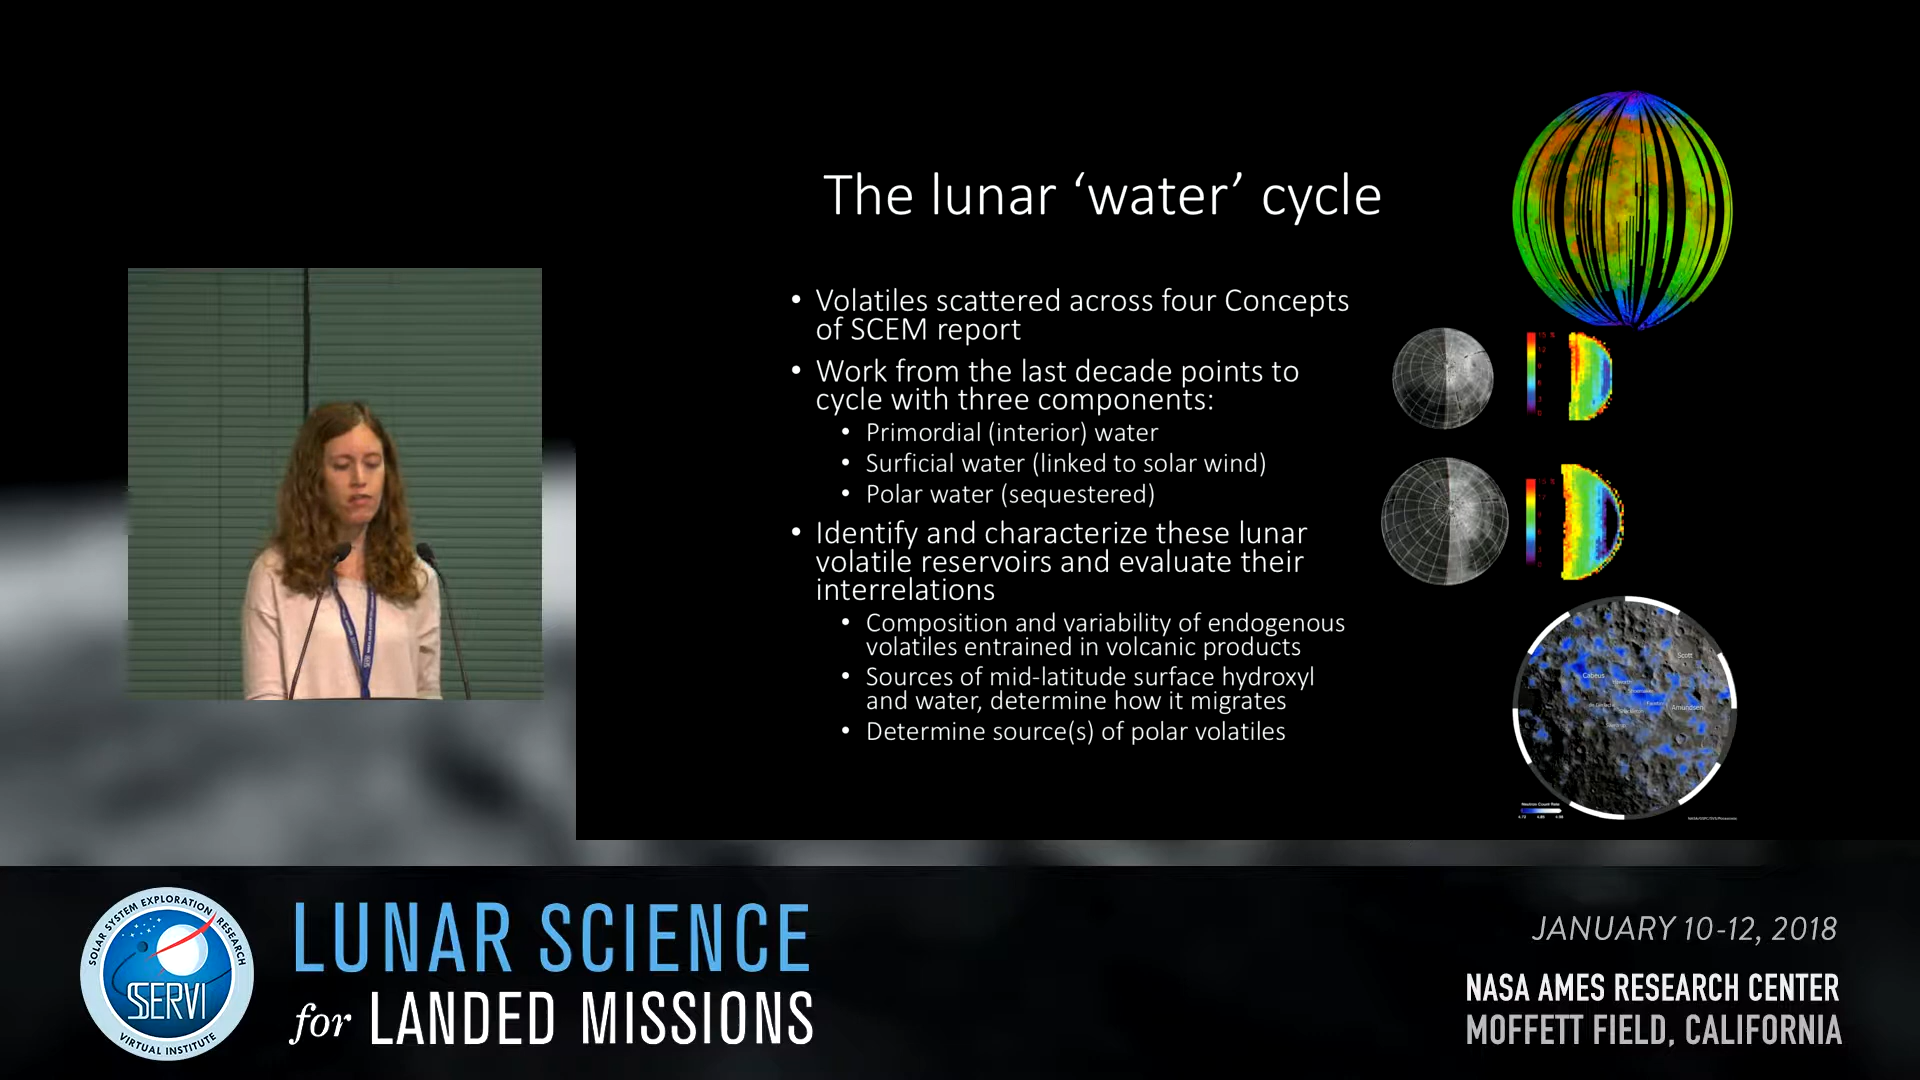 The lunar ‘water’ cycle
• Volatiles scattered across four Concepts
of SCEM report
• Work from the last decade points to
cycle with three components:
• Primordial (interior) water
• Surficial water (linked to solar wind)
• Polar water (sequestered)
• Identify and characterize these lunar
volatile reservoirs and evaluate their
interrelations
• Composition and variability of endogenous
volatiles entrained in volcanic products
• Sources of mid-latitude surface hydroxyl
and water, determine how it migrates
• Determine source(s) of polar volatiles
Scott
Cabeus
Amundsen
Neutron Count Rate
SOLAR SYSTEM EXPLORATION RESEARCH
SSERVI
VIRTUAL INSTITUTE
LUNAR SCIENCE
for LANDED MISSIONS
JANUARY 10-12, 2018
NASA AMES RESEARCH CENTER
MOFFETT FIELD, CALIFORNIA